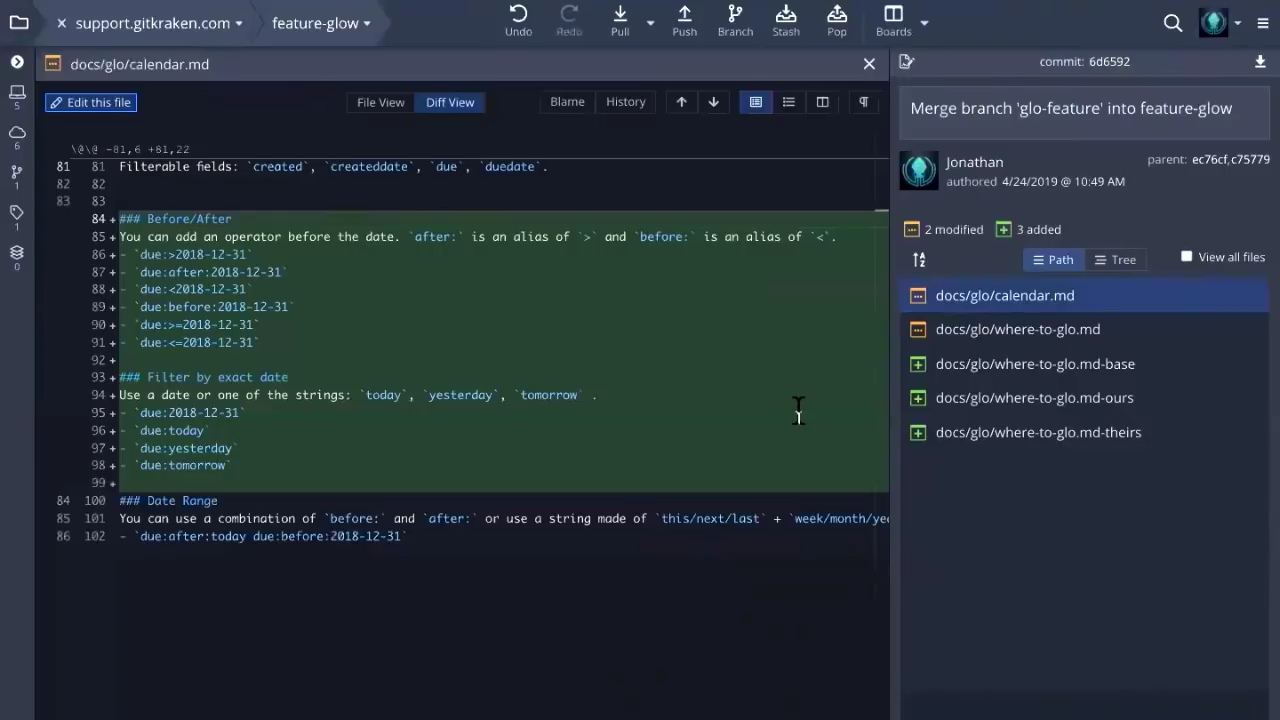 support.gitkraken.com
feature-glow
Undo
Redo
Pull
Push
Branch
Stash
Pop
Boards
docs/glo/calendar.md
commit: 6d6592
Edit this file
File View
Diff View
Blame
History
Merge branch 'glo-feature' into feature-glow
Jonathan
authored 4/24/2019 @ 10:49 AM
parent: ec76cf,c75779
2 modified
3 added
Path
Tree
View all files
docs/glo/calendar.md
docs/glo/where-to-glo.md
docs/glo/where-to-glo.md-base
docs/glo/where-to-glo.md-ours
docs/glo/where-to-glo.md-theirs
5
6
1
1
0
\@\@ -81,6 +81,22
81 81 Filterable fields: `created`, `createddate`, `due`, `duedate`.
82 82
83 83
84 + ### Before/After
85 + You can add an operator before the date. `after:` is an alias of `>` and `before:` is an alias of `<`.
86 + - `due:>2018-12-31`
87 + - `due:after:2018-12-31`
88 + - `due:<2018-12-31`
89 + - `due:before:2018-12-31`
90 + - `due:>=2018-12-31`
91 + - `due:<=2018-12-31`
92 +
93 + ### Filter by exact date
94 + Use a date or one of the strings: `today`, `yesterday`, `tomorrow` .
95 + - `due:2018-12-31`
96 + - `due:today`
97 + - `due:yesterday`
98 + - `due:tomorrow`
99 +
84 100 ### Date Range
85 101 You can use a combination of `before:` and `after:` or use a string made of `this/next/last` + `week/month/ye
86 102 - `due:after:today due:before:2018-12-31`